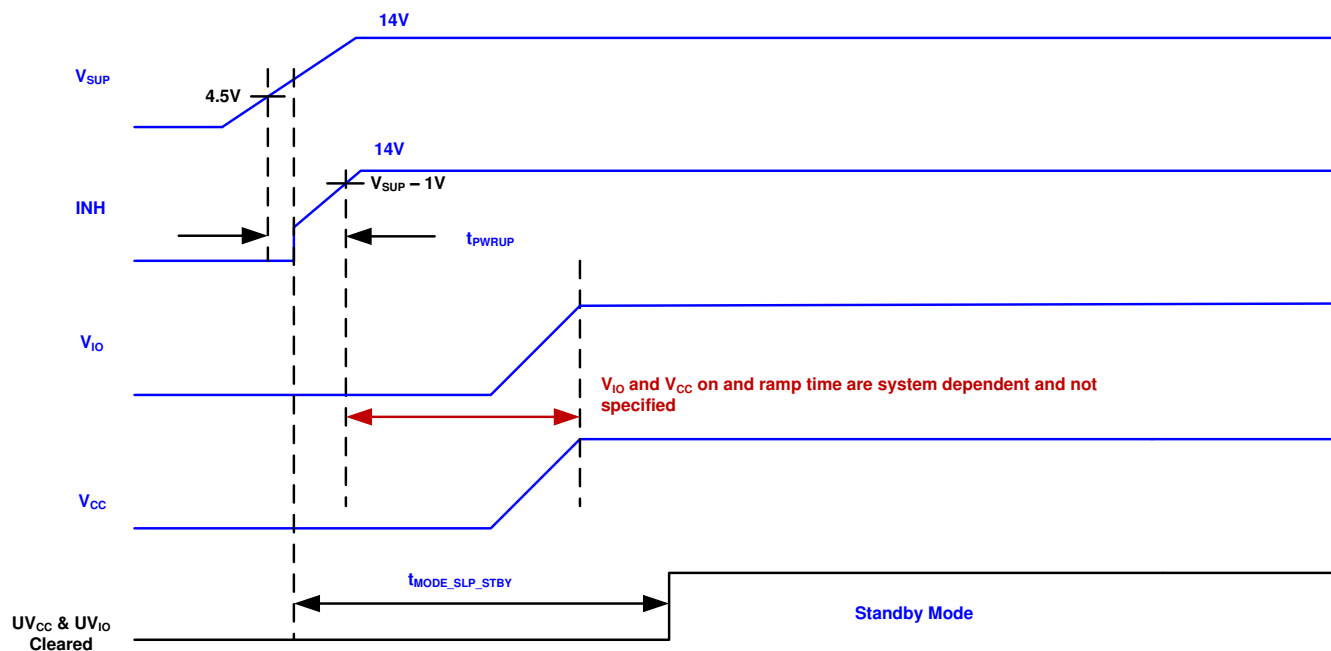 14V
VSUP
4.5V
14V
VSUP – 1V
INH
tPWRUP
VIO
VIO and VCC on and ramp time are system dependent and not
specified
VCC
tMODE_SLP_STBY
Standby Mode
UVCC & UVIO
Cleared